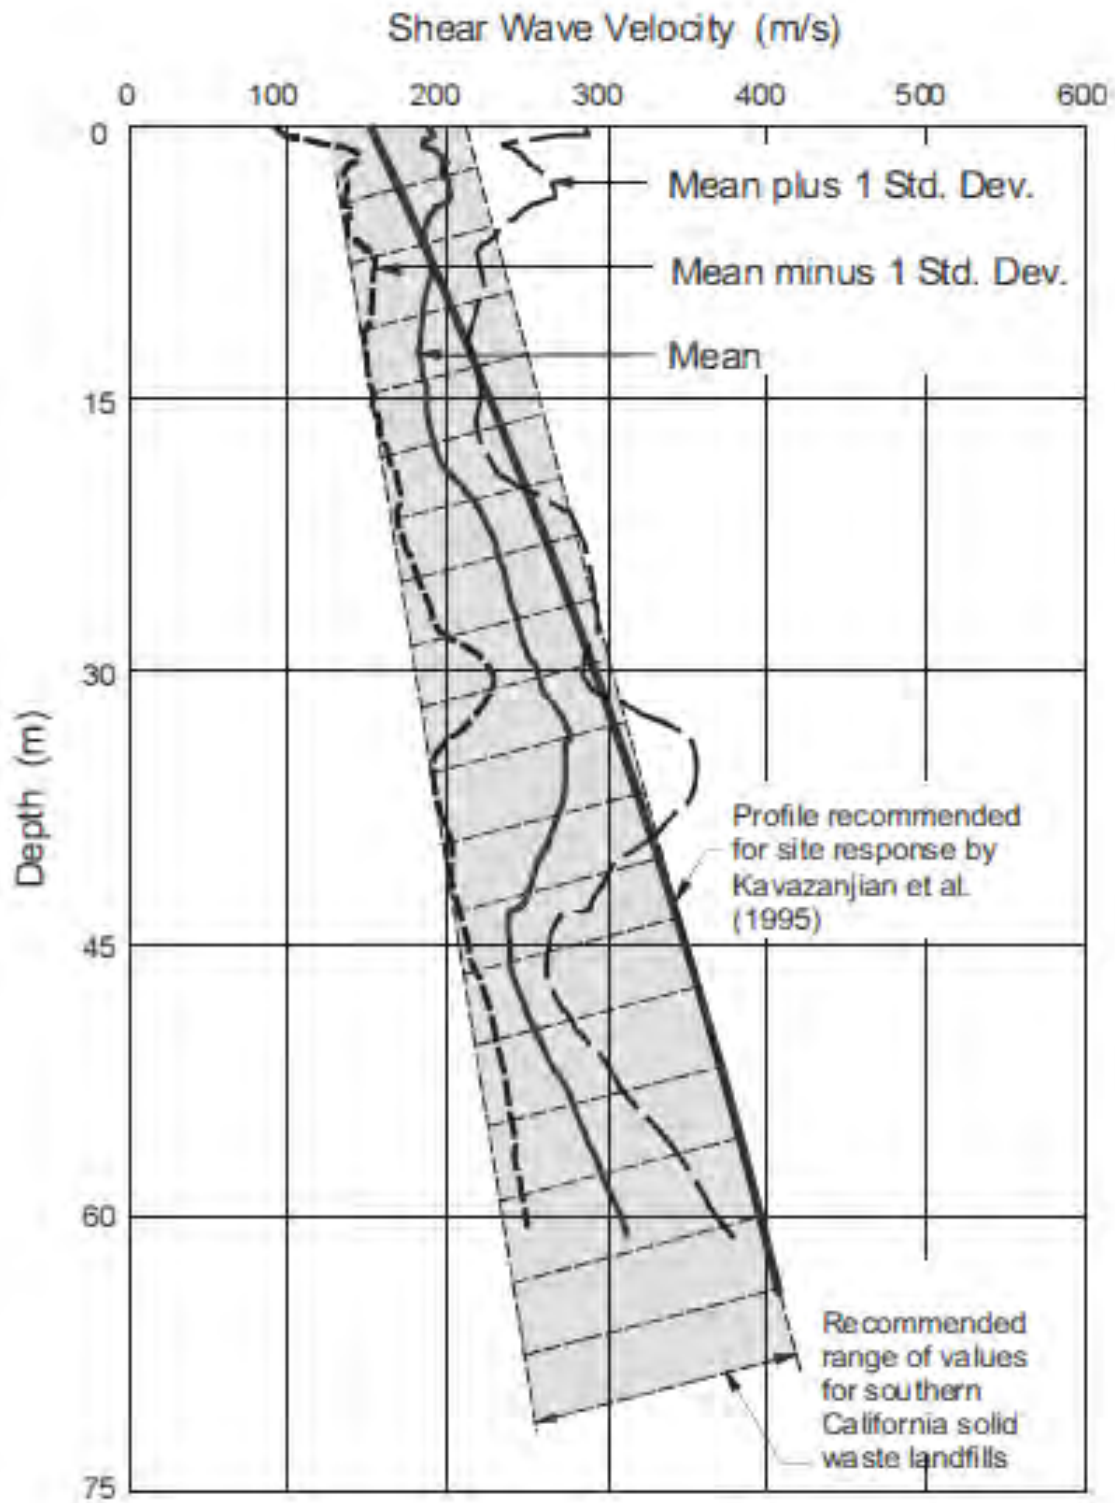 Shear Wave Velocity (m/s)
0 100 200 300 400 500 600
0
Mean plus 1 Std. Dev.
Mean minus 1 Std. Dev.
Mean
15
30
Depth (m)
Profile recommended
for site response by
Kavazanjian et al.
(1995)
45
60
Recommended
range of values
for southern
California solid
waste landfills
75